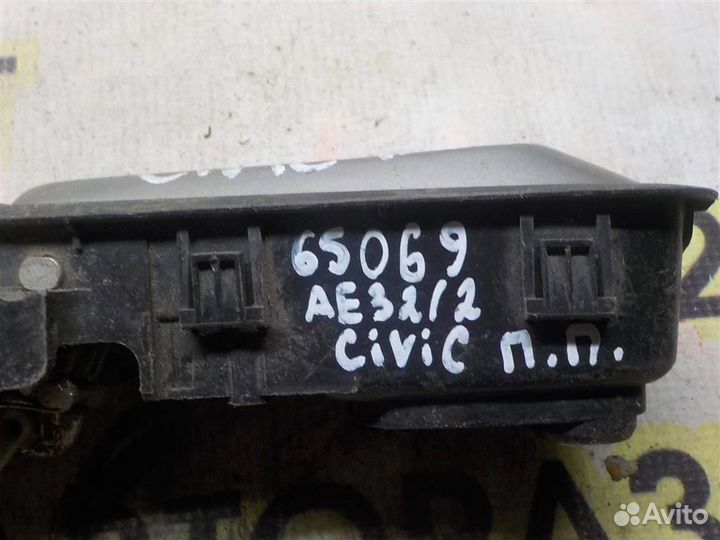 65069
AE32/2
CiViC П.П.
Avito